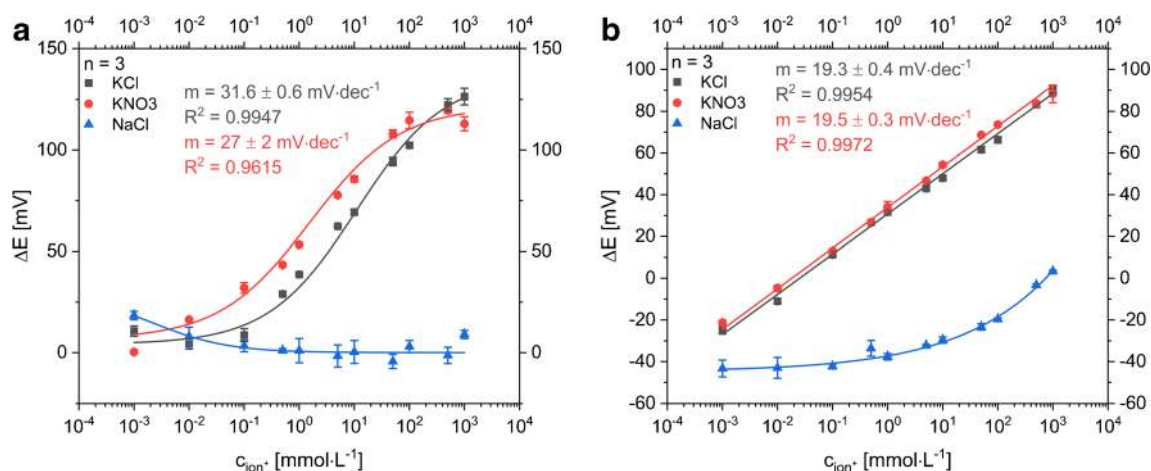 a
10⁻⁴ 10⁻³ 10⁻² 10⁻¹ 10⁰ 10¹ 10² 10³ 10⁴
150 150
n = 3
KCl
KNO3
NaCl
m = 31.6 ± 0.6 mV·dec⁻¹
R² = 0.9947
m = 27 ± 2 mV·dec⁻¹
R² = 0.9615
100 100
50 50
0 0
ΔE [mV]
10⁻⁴ 10⁻³ 10⁻² 10⁻¹ 10⁰ 10¹ 10² 10³ 10⁴
c_ion⁺ [mmol·L⁻¹]
b
10⁻⁴ 10⁻³ 10⁻² 10⁻¹ 10⁰ 10¹ 10² 10³ 10⁴
n = 3
KCl
KNO3
NaCl
m = 19.3 ± 0.4 mV·dec⁻¹
R² = 0.9954
m = 19.5 ± 0.3 mV·dec⁻¹
R² = 0.9972
100 100
80 80
60 60
40 40
20 20
0 0
-20 -20
-40 -40
-60 -60
ΔE [mV]
10⁻⁴ 10⁻³ 10⁻² 10⁻¹ 10⁰ 10¹ 10² 10³ 10⁴
c_ion⁺ [mmol·L⁻¹]